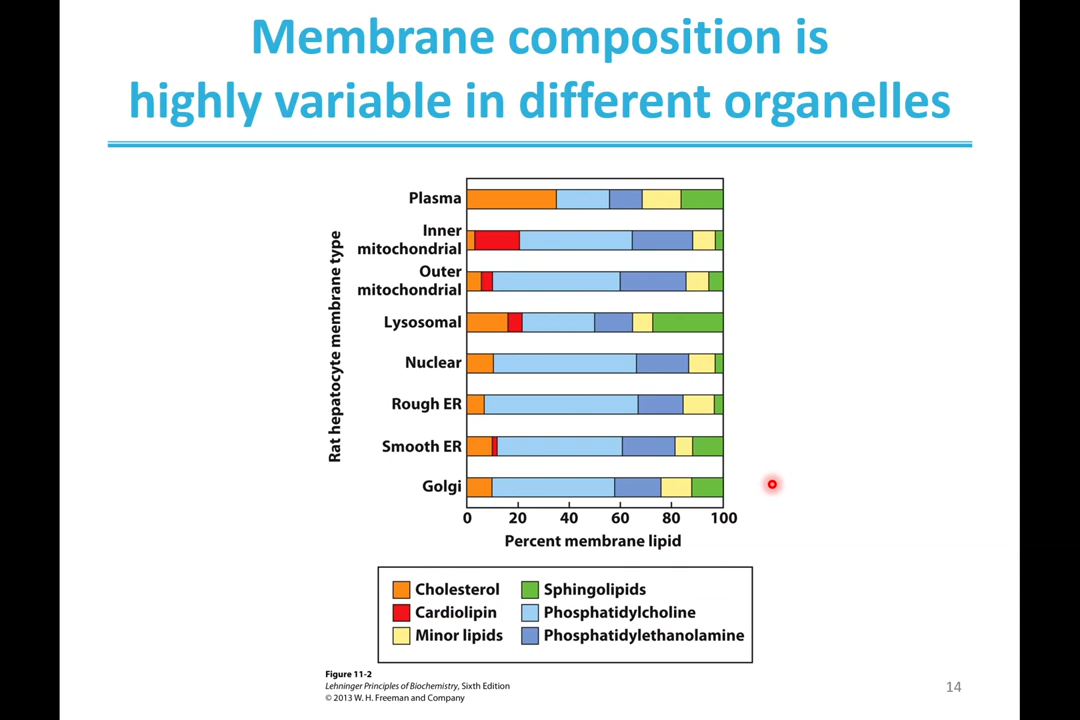 Membrane composition is
highly variable in different organelles
Rat hepatocyte membrane type
Plasma
Inner
mitochondrial
Outer
mitochondrial
Lysosomal
Nuclear
Rough ER
Smooth ER
Golgi
0 20 40 60 80 100
Percent membrane lipid
Cholesterol Sphingolipids
Cardiolipin Phosphatidylcholine
Minor lipids Phosphatidylethanolamine
Figure 11-2
Lehninger Principles of Biochemistry, Sixth Edition
© 2013 W. H. Freeman and Company
14